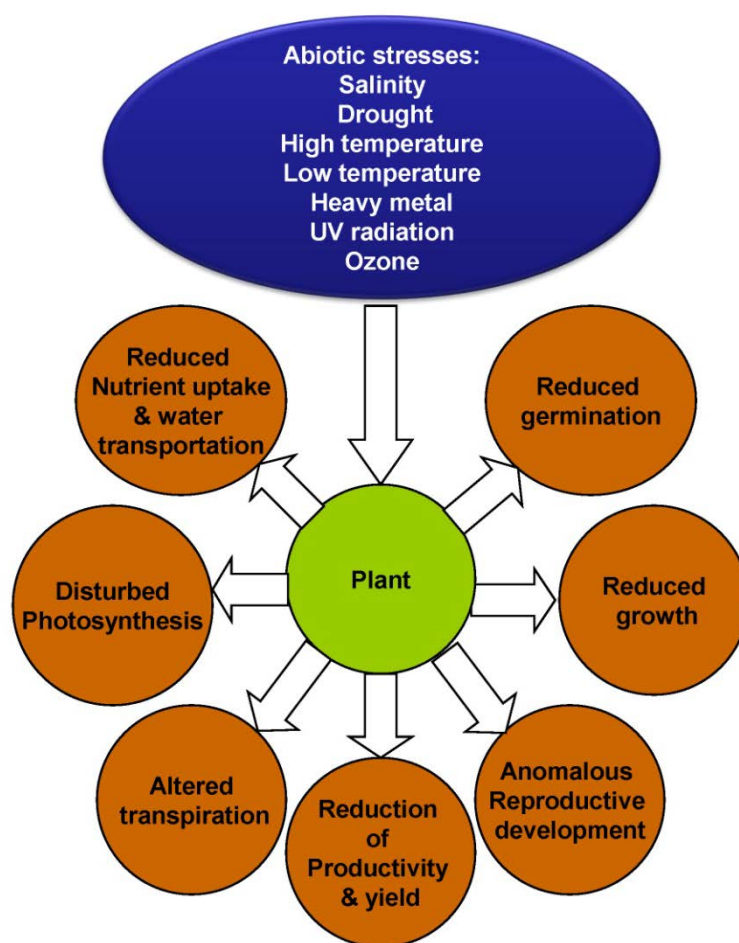 Abiotic stresses:
Salinity
Drought
High temperature
Low temperature
Heavy metal
UV radiation
Ozone
Reduced
Nutrient uptake
& water
transportation
Reduced
germination
Plant
Disturbed
Photosynthesis
Reduced
growth
Altered
transpiration
Reduction
of
Productivity
& yield
Anomalous
Reproductive
development